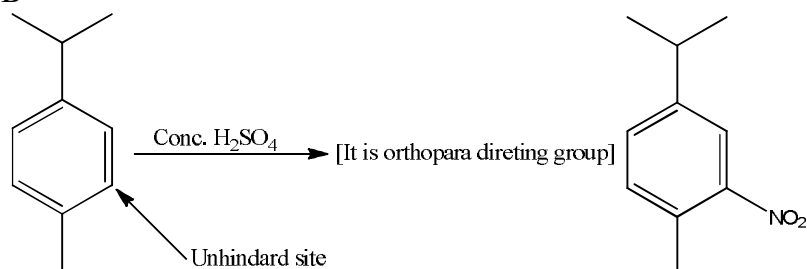 Conc. H2SO4
[It is orthopara direting group]
NO2
Unhindard site